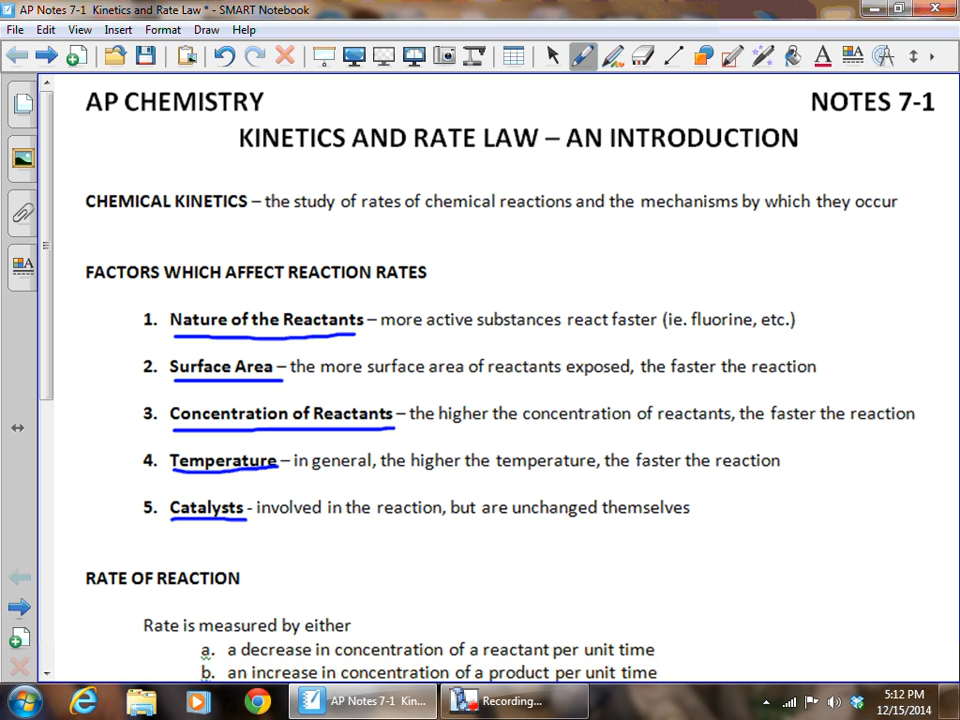 AP Notes 7-1 Kinetics and Rate Law * - SMART Notebook
File Edit View Insert Format Draw Help
AP CHEMISTRY NOTES 7-1
KINETICS AND RATE LAW – AN INTRODUCTION
CHEMICAL KINETICS – the study of rates of chemical reactions and the mechanisms by which they occur
FACTORS WHICH AFFECT REACTION RATES
1. Nature of the Reactants – more active substances react faster (ie. fluorine, etc.)
2. Surface Area – the more surface area of reactants exposed, the faster the reaction
3. Concentration of Reactants – the higher the concentration of reactants, the faster the reaction
4. Temperature – in general, the higher the temperature, the faster the reaction
5. Catalysts - involved in the reaction, but are unchanged themselves
RATE OF REACTION
Rate is measured by either
a. a decrease in concentration of a reactant per unit time
b. an increase in concentration of a product per unit time
AP Notes 7-1 Kin... Recording...
5:12 PM
12/15/2014